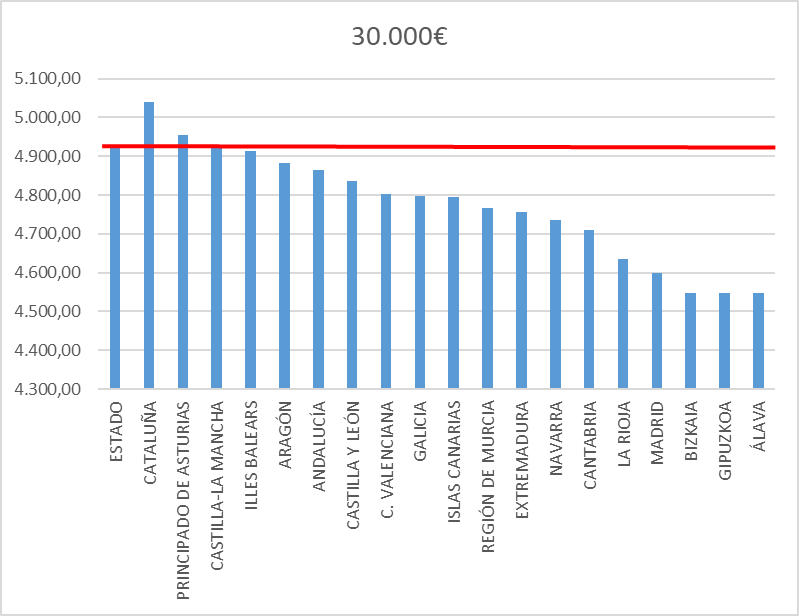 30.000€
5.100,00
5.000,00
4.900,00
4.800,00
4.700,00
4.600,00
4.500,00
4.400,00
4.300,00
ESTADO
CATALUÑA
PRINCIPADO DE ASTURIAS
CASTILLA-LA MANCHA
ILLES BALEARS
ARAGÓN
ANDALUCÍA
CASTILLA Y LEÓN
C. VALENCIANA
GALICIA
ISLAS CANARIAS
REGIÓN DE MURCIA
EXTREMADURA
NAVARRA
CANTABRIA
LA RIOJA
MADRID
BIZKAIA
GIPUZKOA
ÁLAVA